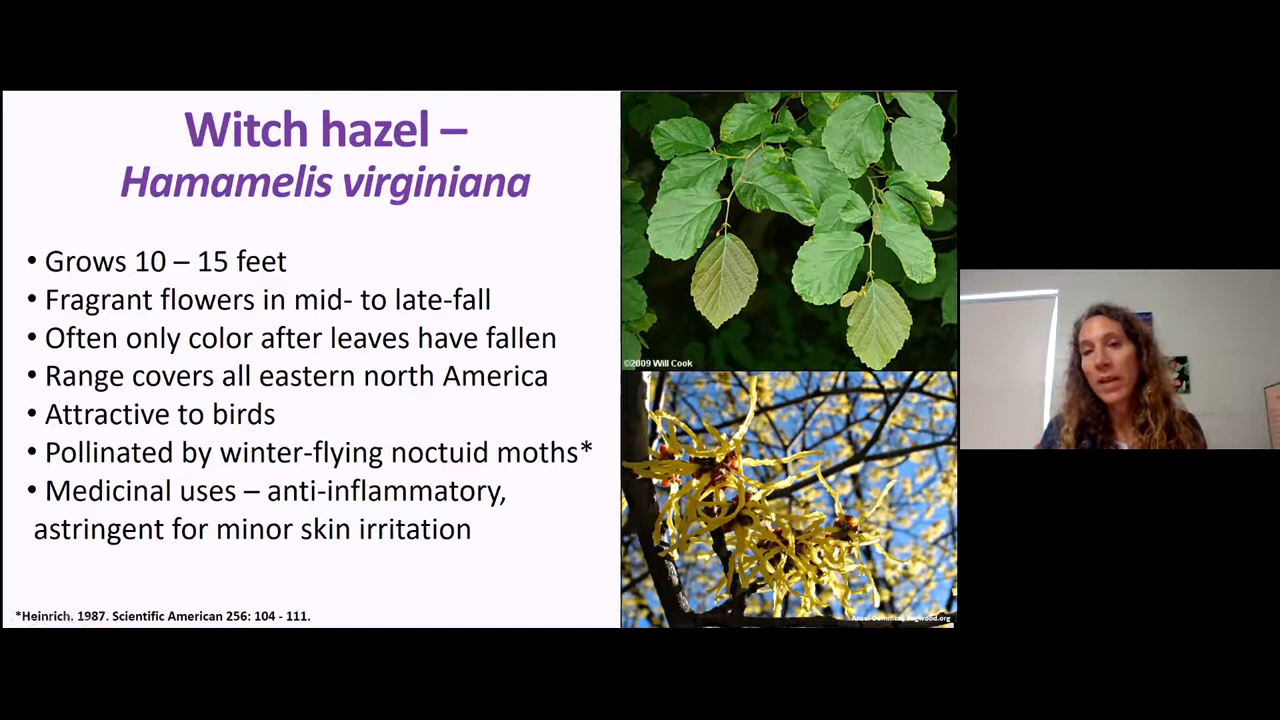 Witch hazel –
Hamamelis virginiana
• Grows 10 – 15 feet
• Fragrant flowers in mid- to late-fall
• Often only color after leaves have fallen
• Range covers all eastern north America
• Attractive to birds
• Pollinated by winter-flying noctuid moths*
• Medicinal uses – anti-inflammatory,
astringent for minor skin irritation
*Heinrich. 1987. Scientific American 256: 104 - 111.
©2009 Will Cook